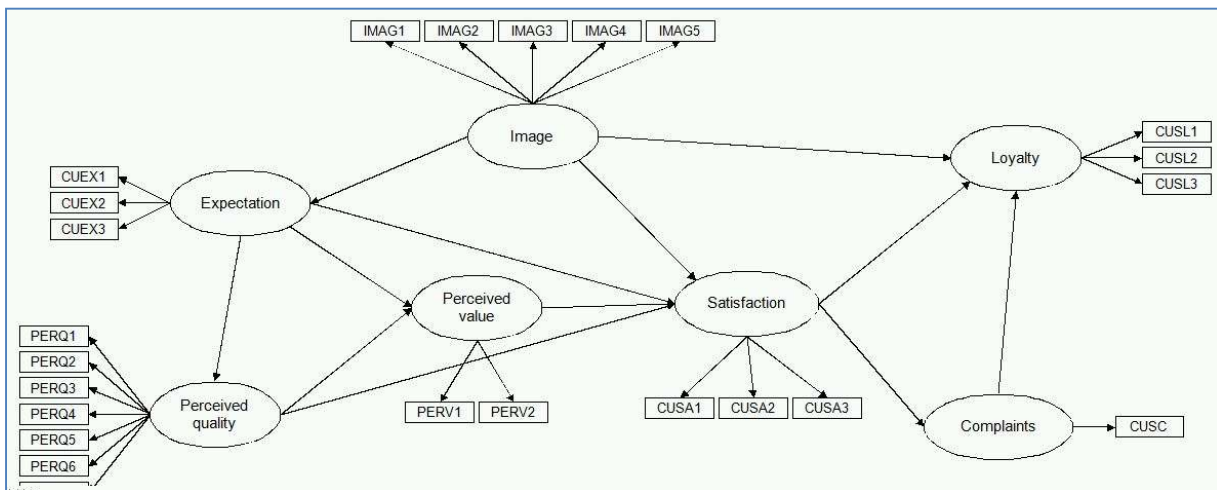 IMAG1
IMAG2
IMAG3
IMAG4
IMAG5
Image
CUSL1
CUSL2
CUSL3
Loyalty
CUEX1
CUEX2
CUEX3
Expectation
Perceived
value
Satisfaction
PERQ1
PERQ2
PERQ3
PERQ4
PERQ5
PERQ6
Perceived
quality
PERV1
PERV2
CUSA1
CUSA2
CUSA3
Complaints
CUSC